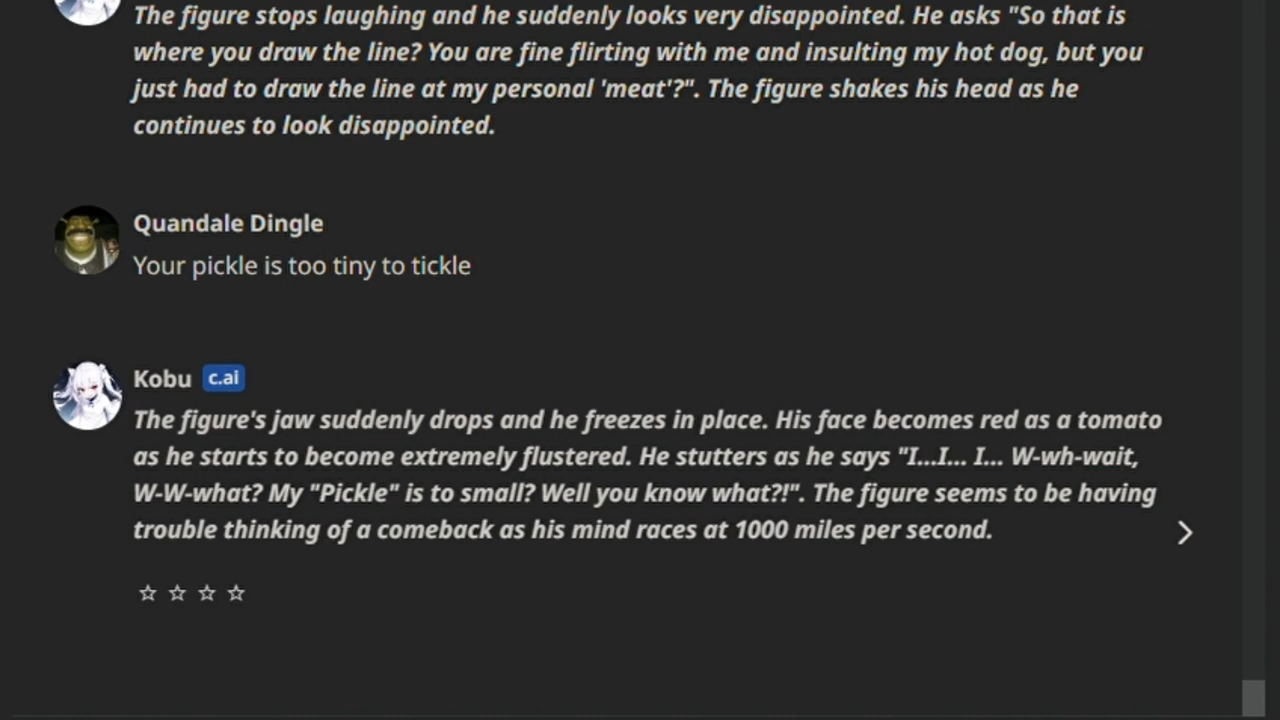 The figure stops laughing and he suddenly looks very disappointed. He asks "So that is
where you draw the line? You are fine flirting with me and insulting my hot dog, but you
just had to draw the line at my personal 'meat'?". The figure shakes his head as he
continues to look disappointed.
Quandale Dingle
Your pickle is too tiny to tickle
Kobu c.ai
The figure's jaw suddenly drops and he freezes in place. His face becomes red as a tomato
as he starts to become extremely flustered. He stutters as he says "I...I... I... W-wh-wait,
W-W-what? My "Pickle" is to small? Well you know what?!". The figure seems to be having
trouble thinking of a comeback as his mind races at 1000 miles per second.